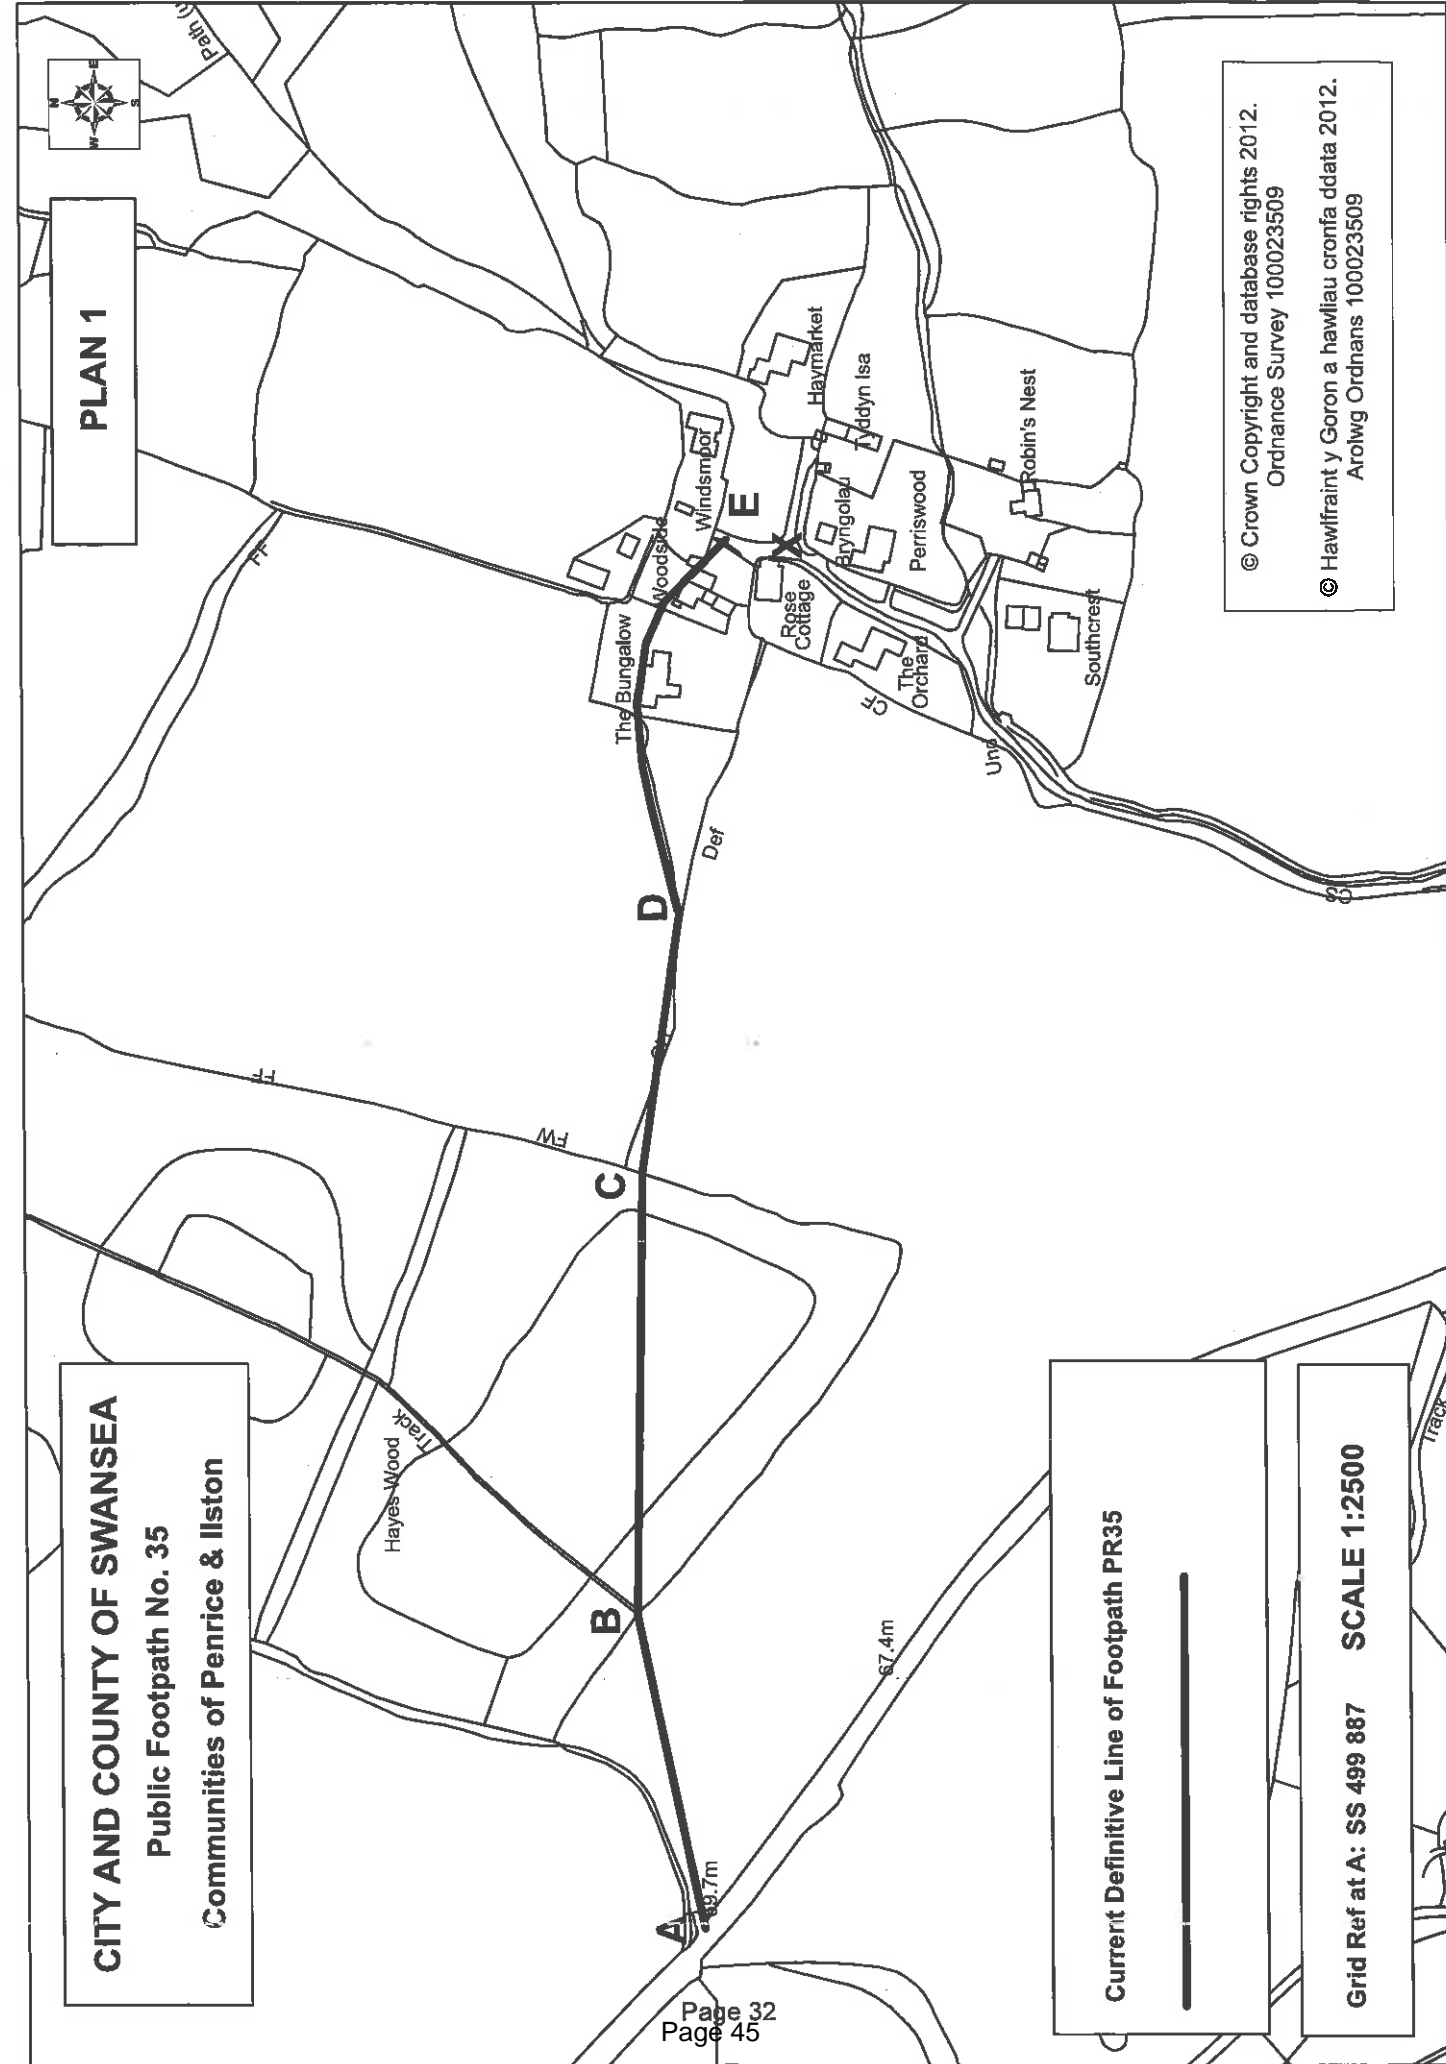 CITY AND COUNTY OF SWANSEA
Public Footpath No. 35
Communities of Penrice & Ilston
PLAN 1
N
E
S
W
Path
FF
FF
FW
Track
Hayes Wood
A
B
C
D
E
X
Def
Und
CF
CS
The Bungalow
Woodside
Windsmoor
Haymarket
Tyddyn Isa
Bryngolau
Perriswood
Robin's Nest
Rose
Cottage
The
Orchard
Southcrest
67.4m
Track
Current Definitive Line of Footpath PR35
Grid Ref at A: SS 499 887 SCALE 1:2500
© Crown Copyright and database rights 2012.
Ordnance Survey 100023509
© Hawlfraint y Goron a hawliau cronfa ddata 2012.
Arolwg Ordnans 100023509
Page 32
Page 45